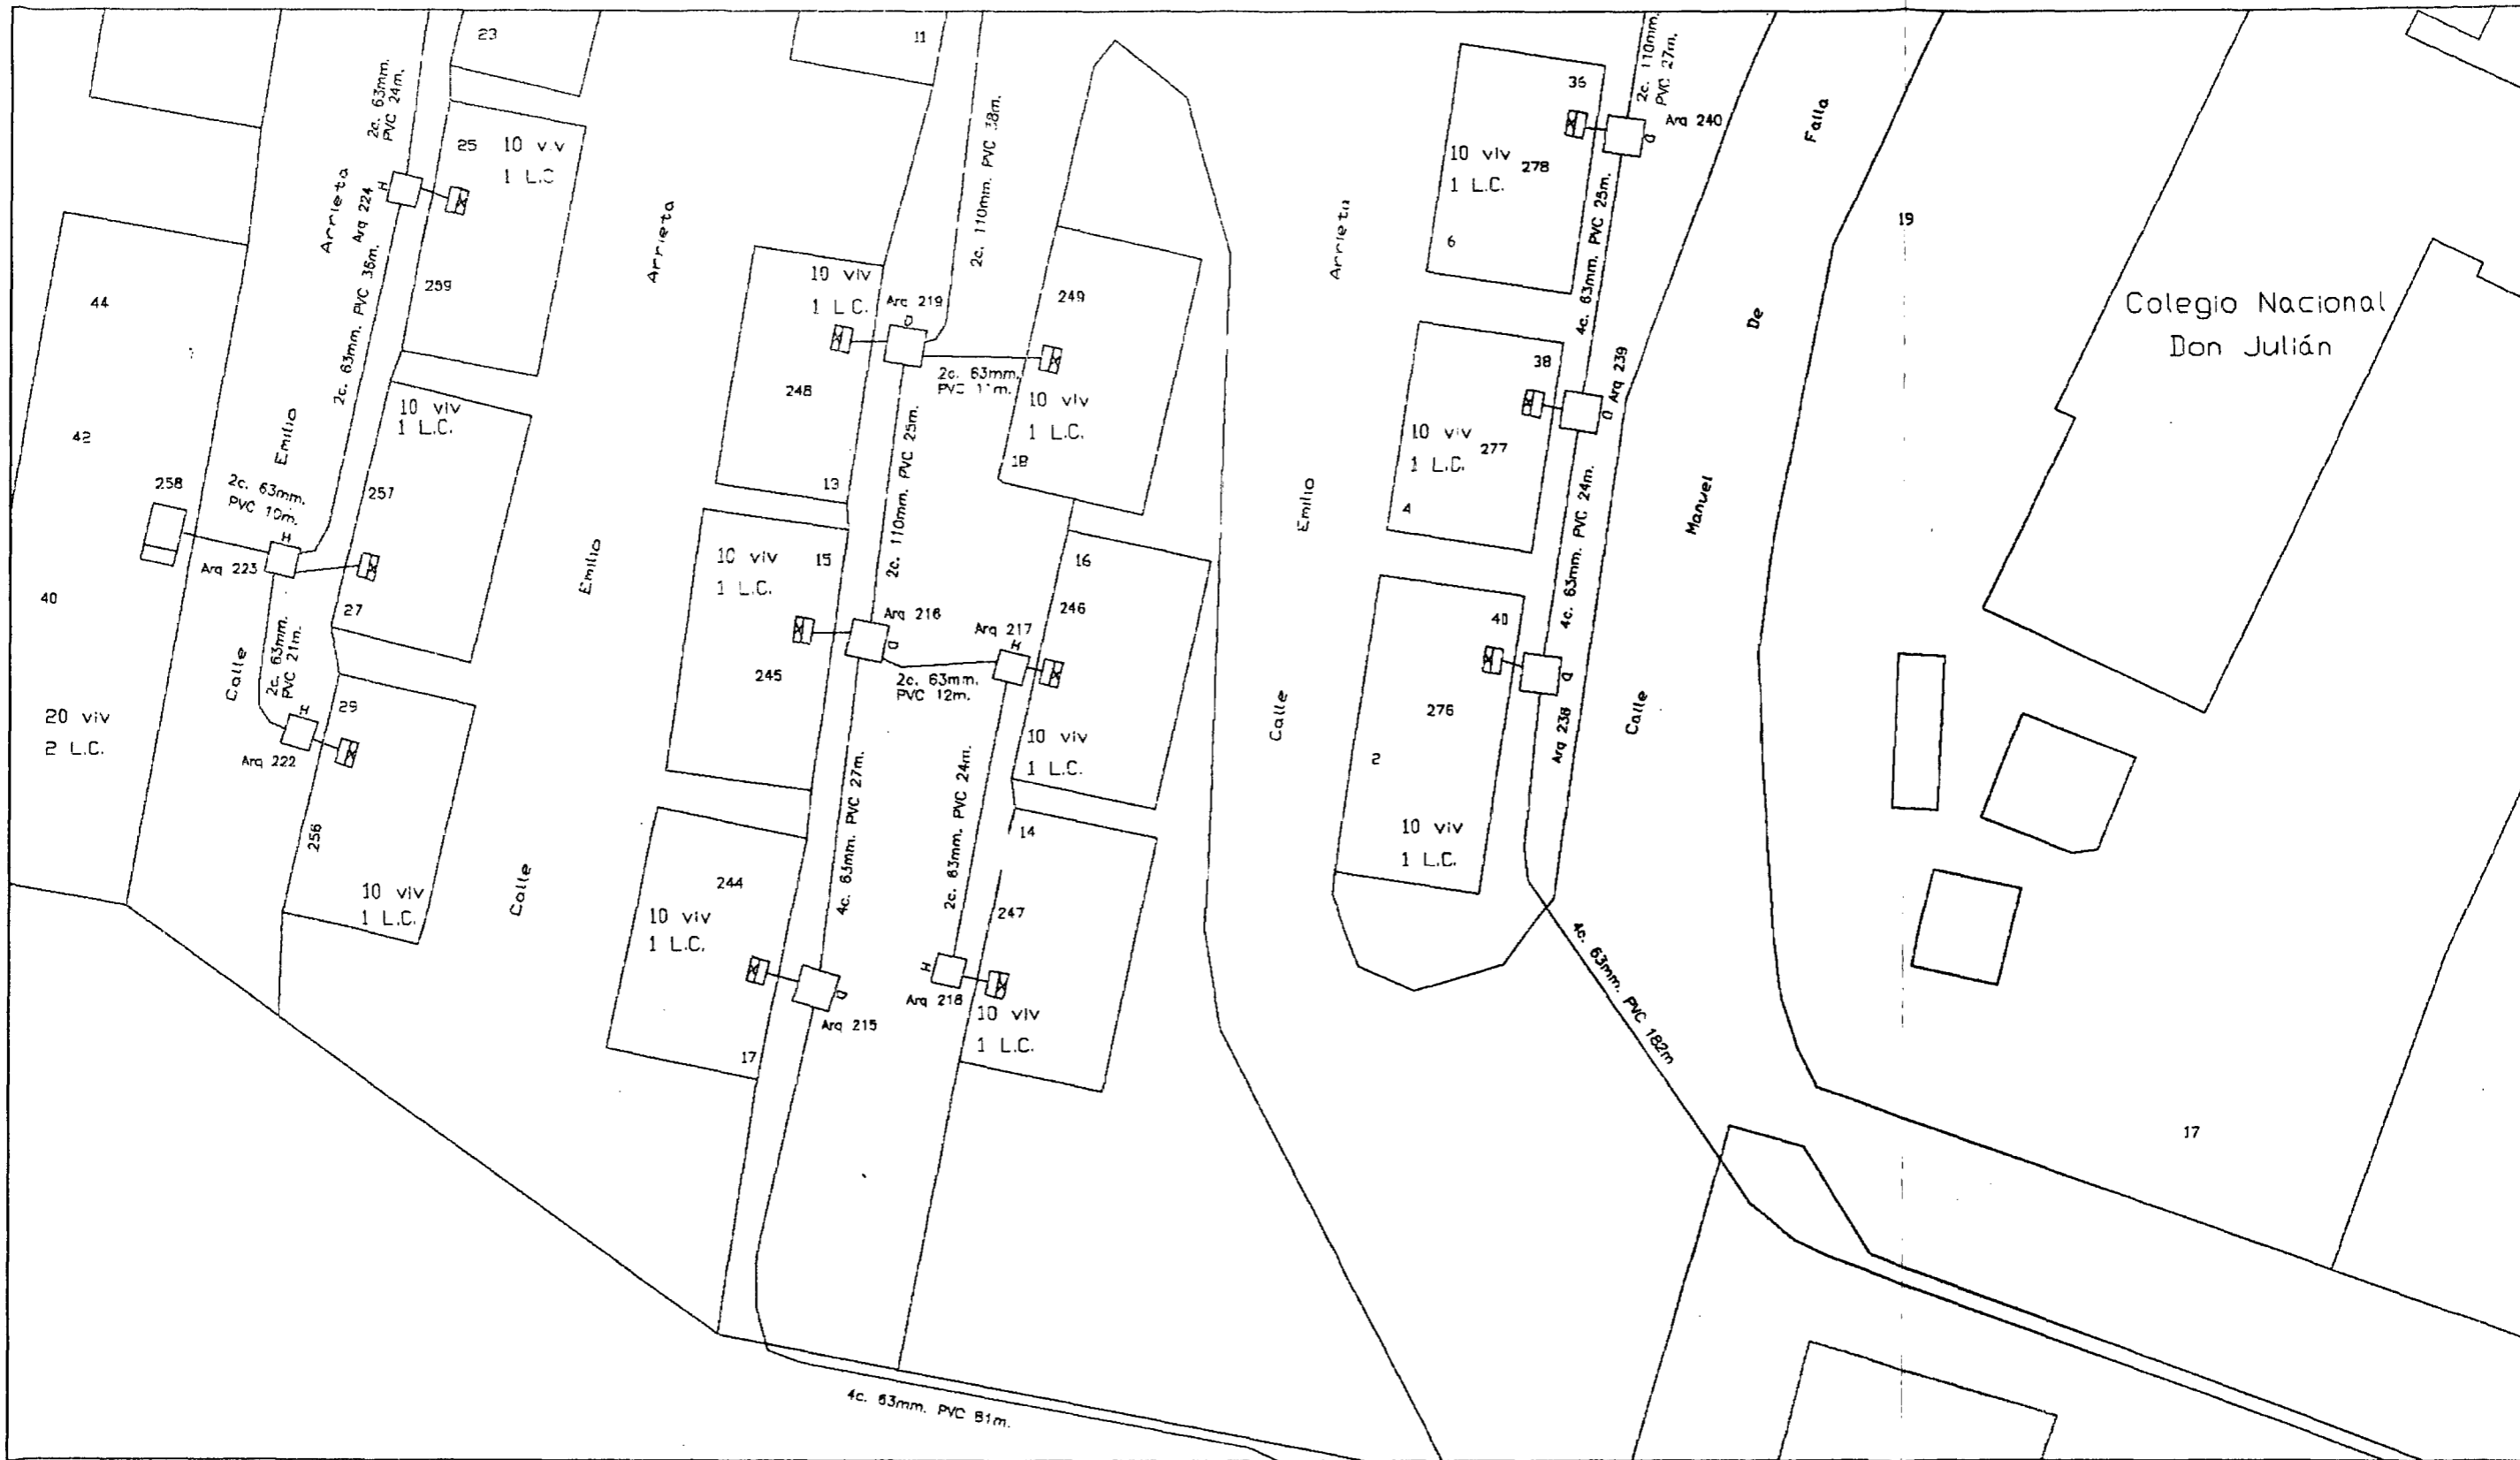 23
2c. 63mm.
PVC 24m.
25
10 v.v
1 L.C
Arrieta
Arq 224
H
2c. 63mm. PVC 36m.
259
44
42
258
2c. 63mm.
PVC 10m.
Emilio
10 viv
1 L.C.
257
H
Arq 223
40
27
2c. 63mm.
PVC 21m.
Calle
H
29
Arq 222
20 viv
2 L.C.
256
10 viv
1 L.C.
Arrieta
Emilio
Calle
11
2c. 110mm. PVC 38m.
10 viv
1 L C.
Arq 219
D
248
13
249
2c. 63mm.
PVC 11m.
10 viv
1 L.C.
18
2c. 110mm. PVC 25m.
10 viv
1 L.C.
15
245
Arq 216
D
Arq 217
H
16
246
2c. 63mm.
PVC 12m.
10 viv
1 L.C.
4c. 63mm. PVC 27m.
2c. 63mm. PVC 24m.
14
247
244
10 viv
1 L.C.
17
D
Arq 215
H
Arq 218
10 viv
1 L.C.
4c. 63mm. PVC 81m.
Arrieta
Emilio
Calle
2c. 110mm.
PVC 27m.
36
Arq 240
D
10 viv
1 L.C.
278
6
4c. 63mm. PVC 25m.
38
Arq 239
D
10 viv
1 L.C.
277
4
4c. 63mm. PVC 24m.
40
D
Arq 238
276
2
10 viv
1 L.C.
4c. 63mm. PVC 182m
Falla
De
Manuel
Calle
19
Colegio Nacional
Don Julián
17